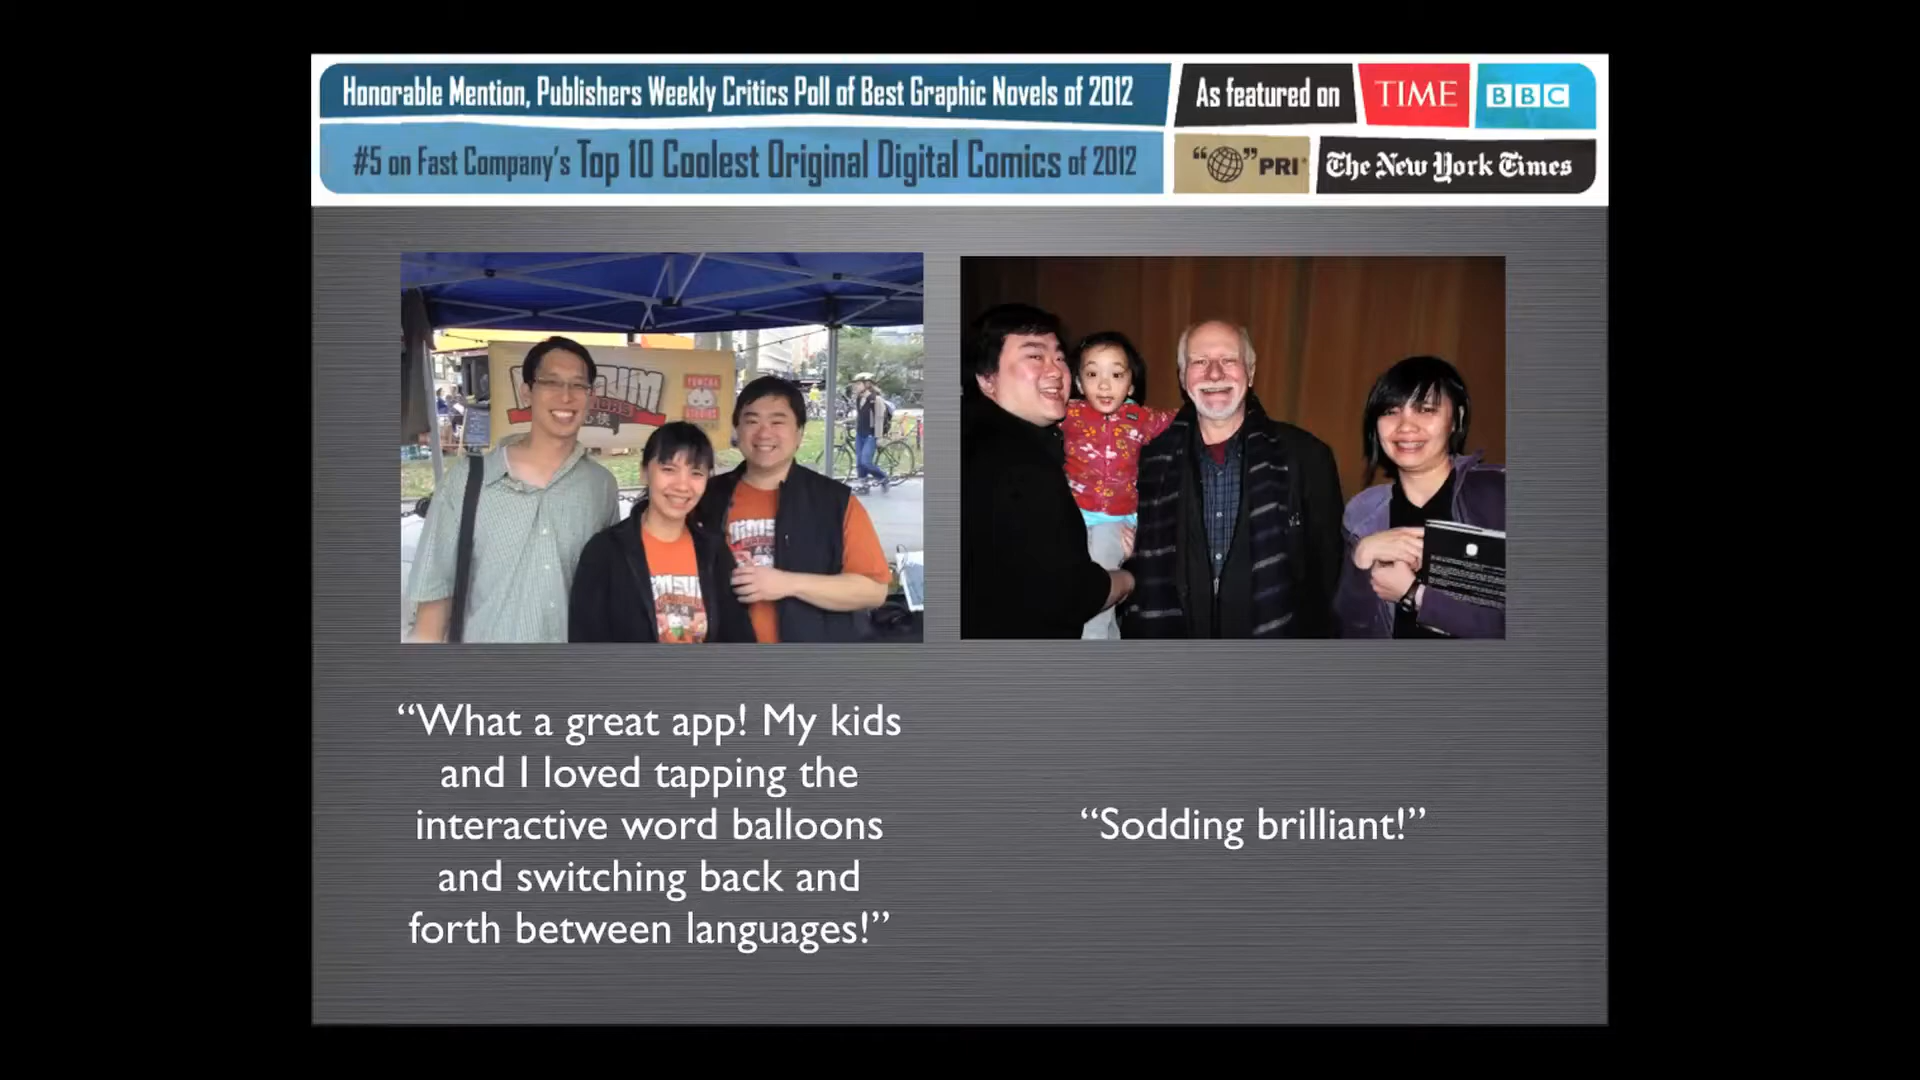 Honorable Mention, Publishers Weekly Critics Poll of Best Graphic Novels of 2012
#5 on Fast Company's Top 10 Coolest Original Digital Comics of 2012
As featured on
TIME
BBC
“ ” PRI
The New York Times
“What a great app! My kids
and I loved tapping the
interactive word balloons
and switching back and
forth between languages!”
“Sodding brilliant!”